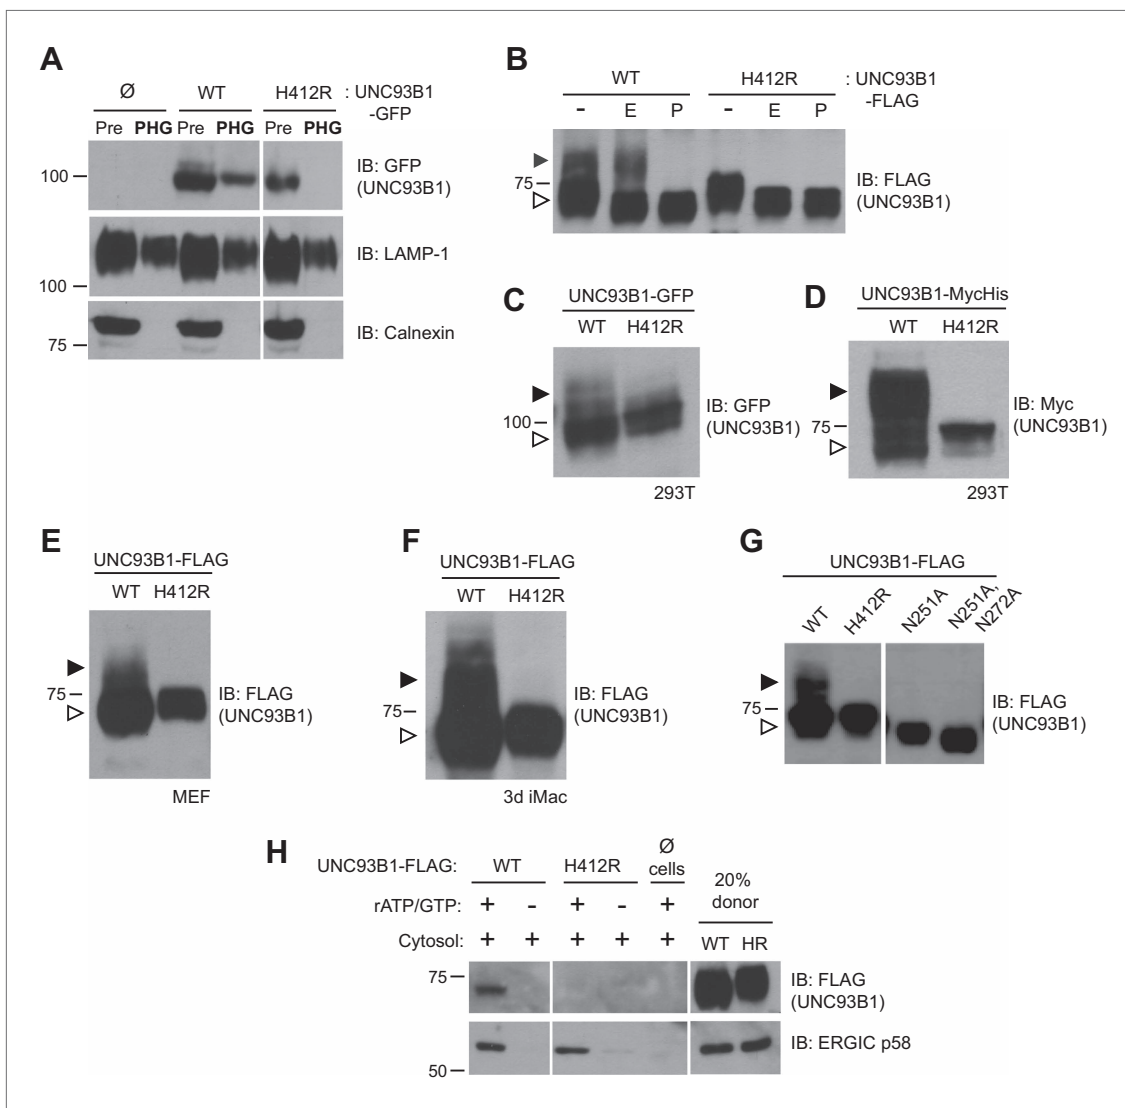 A
Ø WT H412R : UNC93B1
-GFP
Pre PHG Pre PHG Pre PHG
100 IB: GFP
(UNC93B1)
IB: LAMP-1
100
75 IB: Calnexin
B
WT H412R : UNC93B1
-FLAG
- E P - E P
75 IB: FLAG
(UNC93B1)
C
UNC93B1-GFP
WT H412R
100 IB: GFP
(UNC93B1)
293T
D
UNC93B1-MycHis
WT H412R
75 IB: Myc
(UNC93B1)
293T
E
UNC93B1-FLAG
WT H412R
75 IB: FLAG
(UNC93B1)
MEF
F
UNC93B1-FLAG
WT H412R
75 IB: FLAG
(UNC93B1)
3d iMac
G
UNC93B1-FLAG
WT H412R N251A N251A,
N272A
75 IB: FLAG
(UNC93B1)
H
UNC93B1-FLAG: WT H412R Ø
cells
20%
donor
rATP/GTP: + - + - +
Cytosol: + + + + + WT HR
75 IB: FLAG
(UNC93B1)
IB: ERGIC p58
50